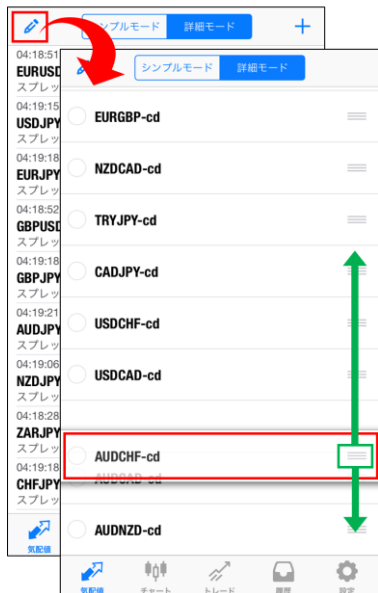 シンプルモード 詳細モード
04:18:51
EURUSD
スプレッ
04:19:15
USDJPY
スプレッ
04:19:18
EURJPY
スプレッ
04:18:52
GBPUSD
スプレッ
04:19:18
GBPJPY
スプレッ
04:19:21
AUDJPY
スプレッ
04:19:06
NZDJPY
スプレッ
04:18:28
ZARJPY
スプレッ
04:19:18
CHFJPY
スプレッ
気配値
シンプルモード 詳細モード
EURGBP-cd
NZDCAD-cd
TRYJPY-cd
CADJPY-cd
USDCHF-cd
USDCAD-cd
AUDCHF-cd
AUDCAD-cd
AUDNZD-cd
気配値 チャート トレード 履歴 設定